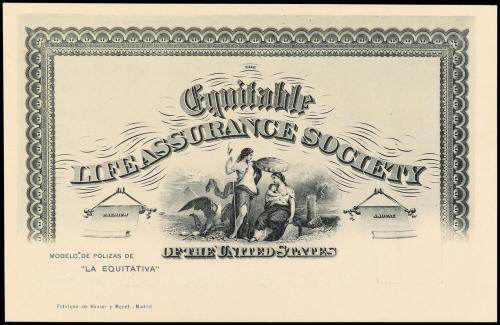 THE
Equitable
LIFE ASSURANCE SOCIETY
OF THE UNITED STATES
MODELO DE PÓLIZAS DE
"LA EQUITATIVA"
Fototipia de Hauser y Menet.-Madrid